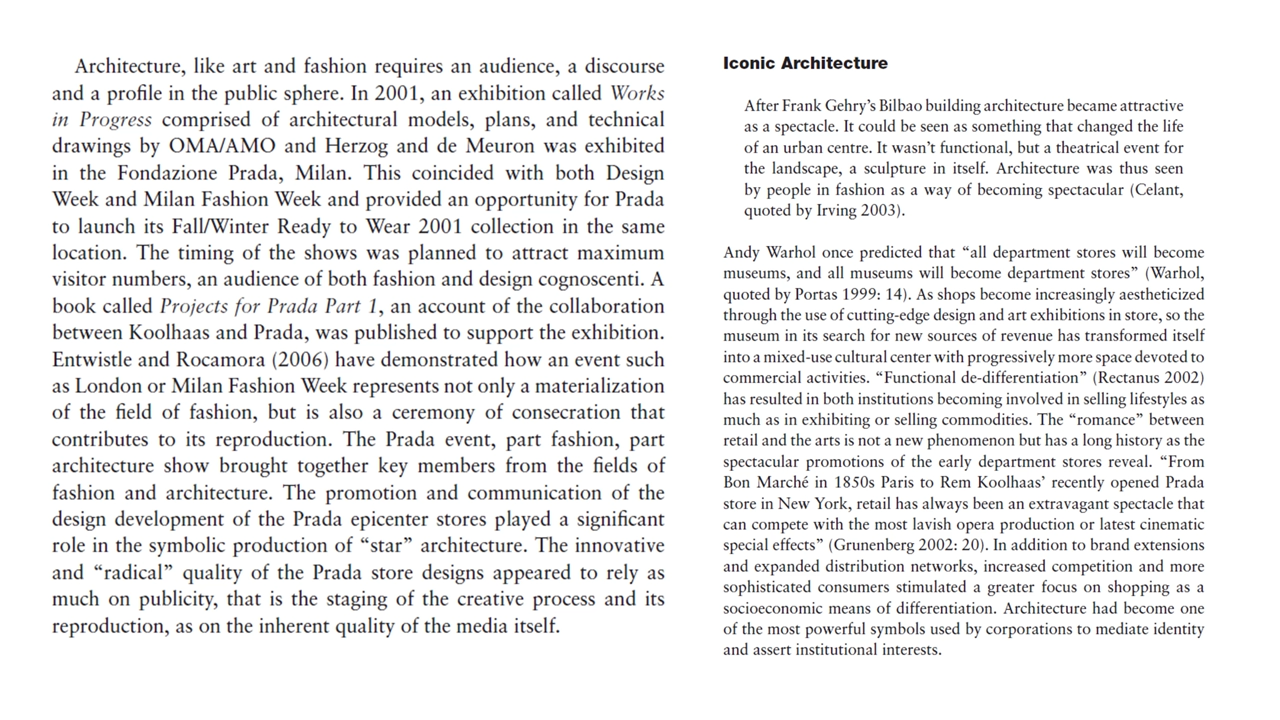 Architecture, like art and fashion requires an audience, a discourse
and a profile in the public sphere. In 2001, an exhibition called Works
in Progress comprised of architectural models, plans, and technical
drawings by OMA/AMO and Herzog and de Meuron was exhibited
in the Fondazione Prada, Milan. This coincided with both Design
Week and Milan Fashion Week and provided an opportunity for Prada
to launch its Fall/Winter Ready to Wear 2001 collection in the same
location. The timing of the shows was planned to attract maximum
visitor numbers, an audience of both fashion and design cognoscenti. A
book called Projects for Prada Part 1, an account of the collaboration
between Koolhaas and Prada, was published to support the exhibition.
Entwistle and Rocamora (2006) have demonstrated how an event such
as London or Milan Fashion Week represents not only a materialization
of the field of fashion, but is also a ceremony of consecration that
contributes to its reproduction. The Prada event, part fashion, part
architecture show brought together key members from the fields of
fashion and architecture. The promotion and communication of the
design development of the Prada epicenter stores played a significant
role in the symbolic production of “star” architecture. The innovative
and “radical” quality of the Prada store designs appeared to rely as
much on publicity, that is the staging of the creative process and its
reproduction, as on the inherent quality of the media itself.
Iconic Architecture
After Frank Gehry’s Bilbao building architecture became attractive
as a spectacle. It could be seen as something that changed the life
of an urban centre. It wasn’t functional, but a theatrical event for
the landscape, a sculpture in itself. Architecture was thus seen
by people in fashion as a way of becoming spectacular (Celant,
quoted by Irving 2003).
Andy Warhol once predicted that “all department stores will become
museums, and all museums will become department stores” (Warhol,
quoted by Portas 1999: 14). As shops become increasingly aestheticized
through the use of cutting-edge design and art exhibitions in store, so the
museum in its search for new sources of revenue has transformed itself
into a mixed-use cultural center with progressively more space devoted to
commercial activities. “Functional de-differentiation” (Rectanus 2002)
has resulted in both institutions becoming involved in selling lifestyles as
much as in exhibiting or selling commodities. The “romance” between
retail and the arts is not a new phenomenon but has a long history as the
spectacular promotions of the early department stores reveal. “From
Bon Marché in 1850s Paris to Rem Koolhaas’ recently opened Prada
store in New York, retail has always been an extravagant spectacle that
can compete with the most lavish opera production or latest cinematic
special effects” (Grunenberg 2002: 20). In addition to brand extensions
and expanded distribution networks, increased competition and more
sophisticated consumers stimulated a greater focus on shopping as a
socioeconomic means of differentiation. Architecture had become one
of the most powerful symbols used by corporations to mediate identity
and assert institutional interests.